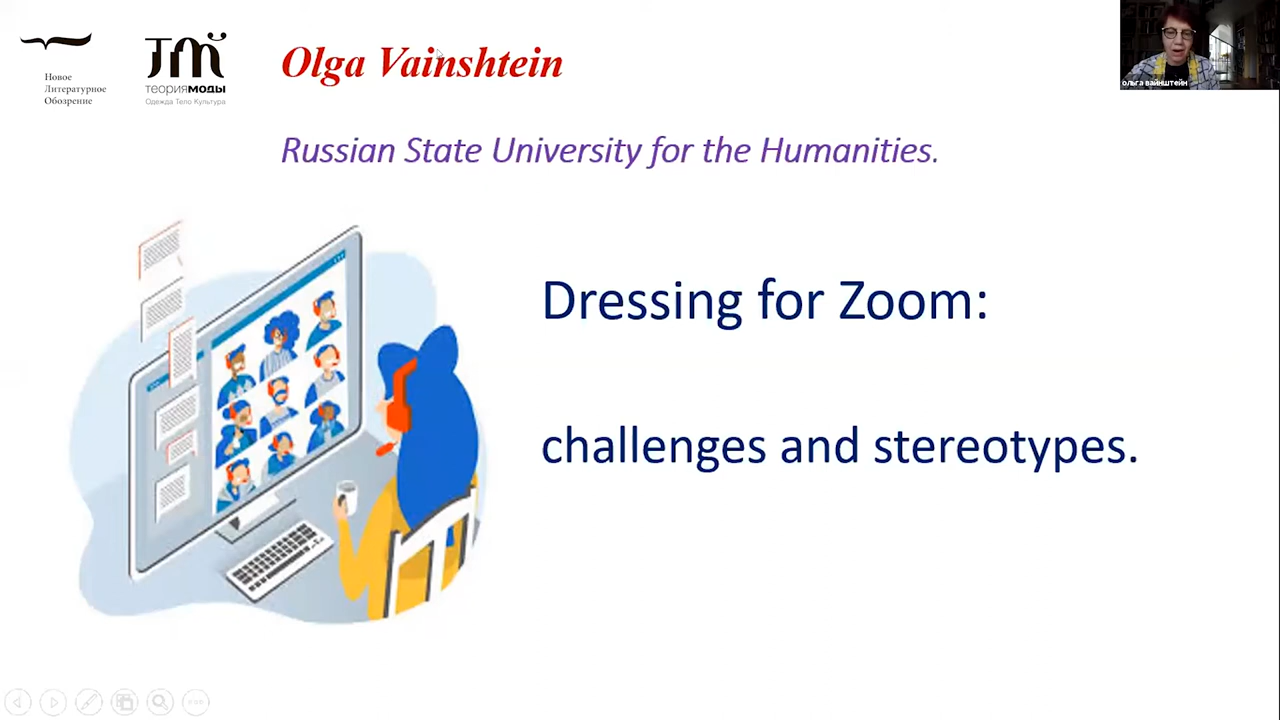 Olga Vainshtein
Новое
Литературное
Обозрение
ТМ
теорияМОДЫ
Одежда Тело Культура
ольга вайнштейн
Russian State University for the Humanities.
Dressing for Zoom:
challenges and stereotypes.